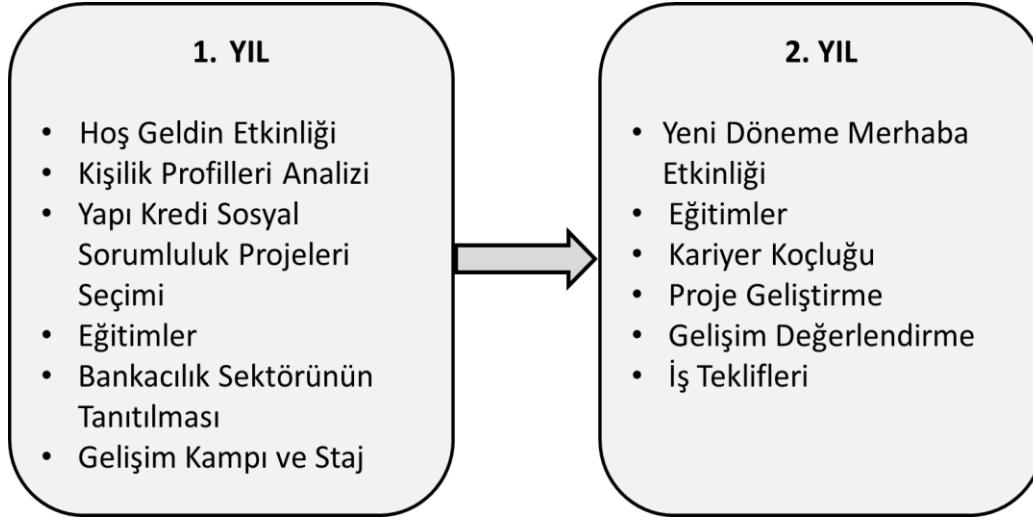 1. YIL
• Hoş Geldin Etkinliği
• Kişilik Profilleri Analizi
• Yapı Kredi Sosyal
Sorumluluk Projeleri
Seçimi
• Eğitimler
• Bankacılık Sektörünün
Tanıtılması
• Gelişim Kampı ve Staj
2. YIL
• Yeni Döneme Merhaba
Etkinliği
• Eğitimler
• Kariyer Koçluğu
• Proje Geliştirme
• Gelişim Değerlendirme
• İş Teklifleri